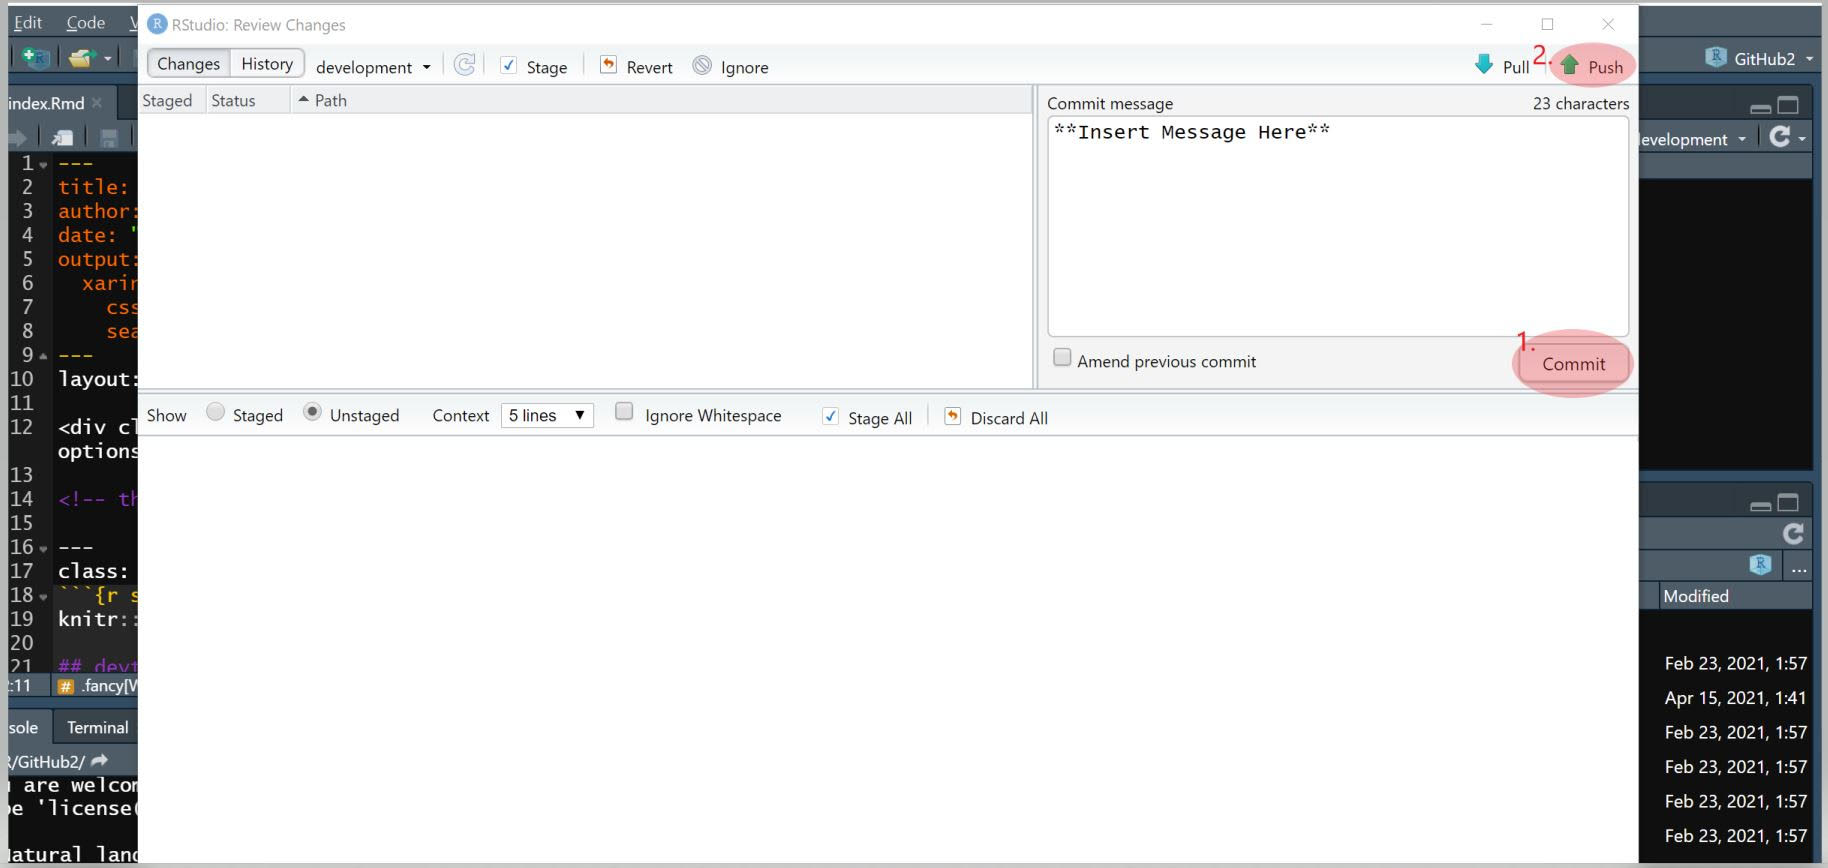 Edit Code V
RStudio: Review Changes
Changes History development Stage Revert Ignore Pull 2. Push
GitHub2
Staged Status Path
Commit message 23 characters
**Insert Message Here**
index.Rmd
evelopment
1 ---
2 title:
3 author:
4 date: "
5 output:
6 xarin
7 css
8 sea
9 ---
10 layout:
11
12 <div cl
options
13
14 <!-- th
15
16 ---
17 class:
18 ```{r s
19 knitr::
20
21 ## devt
1.
Amend previous commit Commit
Show Staged Unstaged Context 5 lines Ignore Whitespace Stage All Discard All
...
Modified
Feb 23, 2021, 1:57
Apr 15, 2021, 1:41
Feb 23, 2021, 1:57
Feb 23, 2021, 1:57
Feb 23, 2021, 1:57
Feb 23, 2021, 1:57
:11 # .fancy[W
sole Terminal
R/GitHub2/
u are welcom
pe 'license(
Natural lang